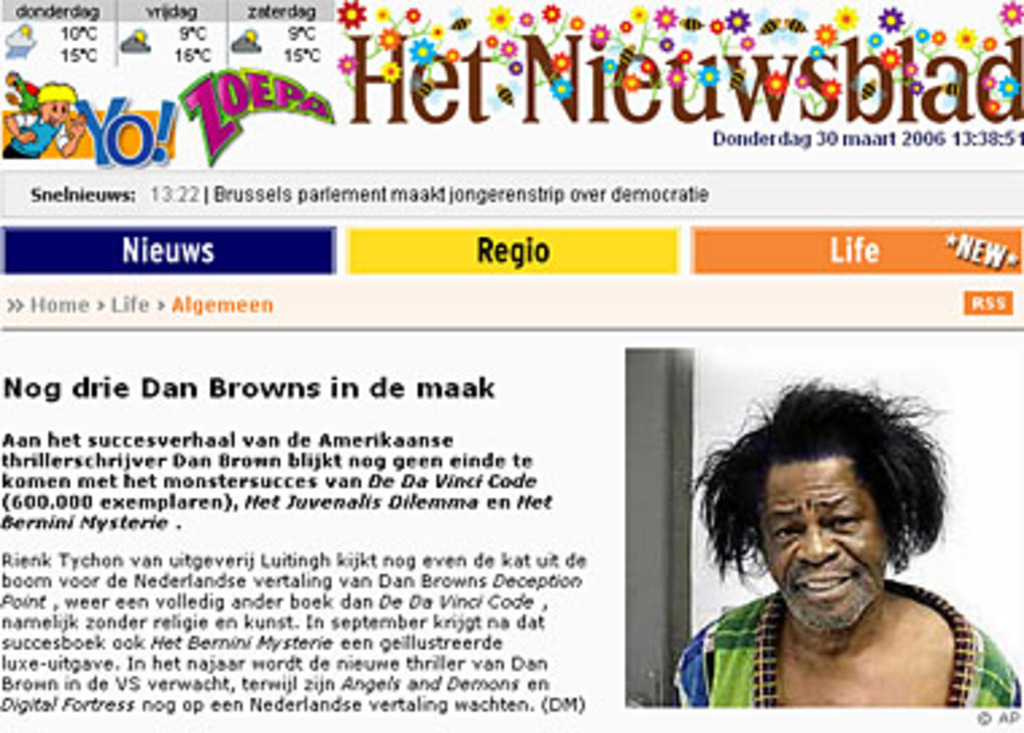 donderdag vrijdag zaterdag
10°C 9°C 9°C
15°C 16°C 15°C
YO! ZOEPA
Het Nieuwsblad
Donderdag 30 maart 2006 13:38:51
Snelnieuws: 13:22 | Brussels parlement maakt jongerenstrip over democratie
Nieuws Regio Life *NEW*
» Home › Life › Algemeen RSS
Nog drie Dan Browns in de maak
Aan het succesverhaal van de Amerikaanse
thrillerschrijver Dan Brown blijkt nog geen einde te
komen met het monstersucces van De Da Vinci Code
(600.000 exemplaren), Het Juvenalis Dilemma en Het
Bernini Mysterie .
Rienk Tychon van uitgeverij Luitingh kijkt nog even de kat uit de
boom voor de Nederlandse vertaling van Dan Browns Deception
Point , weer een volledig ander boek dan De Da Vinci Code ,
namelijk zonder religie en kunst. In september krijgt na dat
succesboek ook Het Bernini Mysterie een geïllustreerde
luxe-uitgave. In het najaar wordt de nieuwe thriller van Dan
Brown in de VS verwacht, terwijl zijn Angels and Demons en
Digital Fortress nog op een Nederlandse vertaling wachten. (DM)
© AP